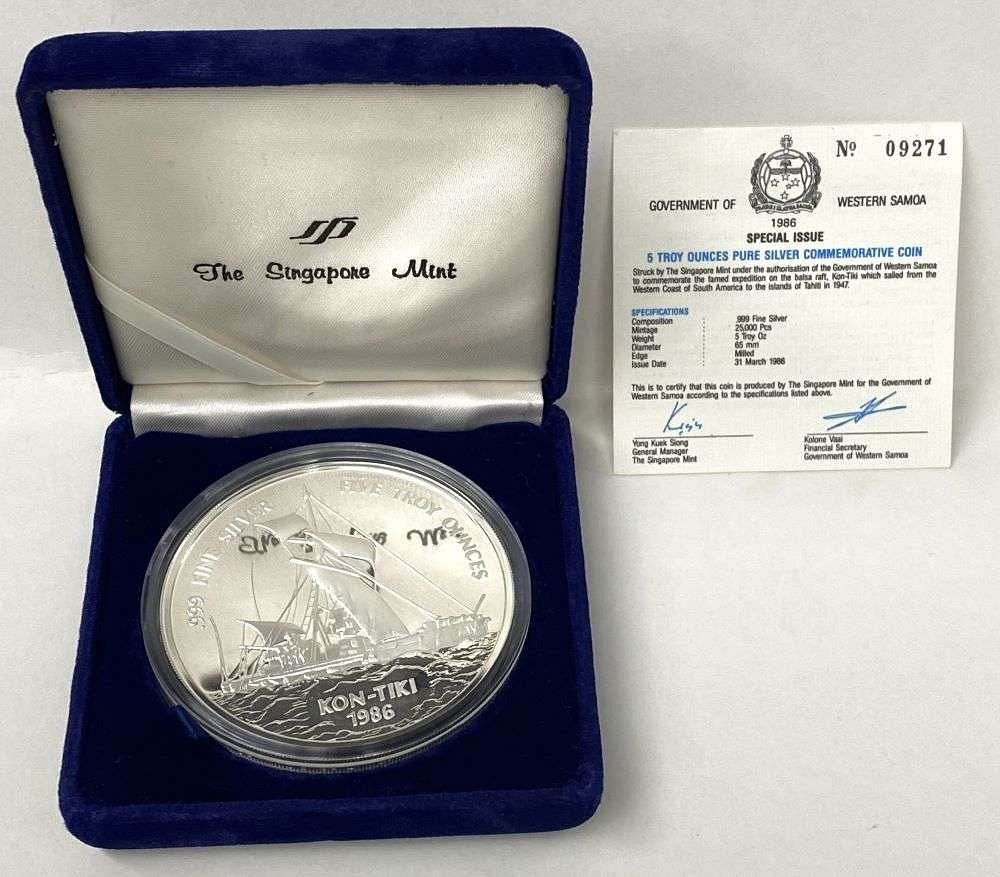 The Singapore Mint
.999 FINE SILVER FIVE TROY OUNCES
KON-TIKI
1986
Nº 09271
GOVERNMENT OF WESTERN SAMOA
1986
SPECIAL ISSUE
5 TROY OUNCES PURE SILVER COMMEMORATIVE COIN
Struck by The Singapore Mint under the authorisation of the Government of Western Samoa
to commemorate the famed expedition on the balsa raft, Kon-Tiki which sailed from the
Western Coast of South America to the islands of Tahiti in 1947.
SPECIFICATIONS
Composition : .999 Fine Silver
Mintage : 25,000 Pcs
Weight : 5 Troy Oz
Diameter : 65 mm
Edge : Milled
Issue Date : 31 March 1986
This is to certify that this coin is produced by The Singapore Mint for the Government of
Western Samoa according to the specifications listed above.
Yong Kuek Siong
General Manager
The Singapore Mint
Kolone Vaai
Financial Secretary
Government of Western Samoa